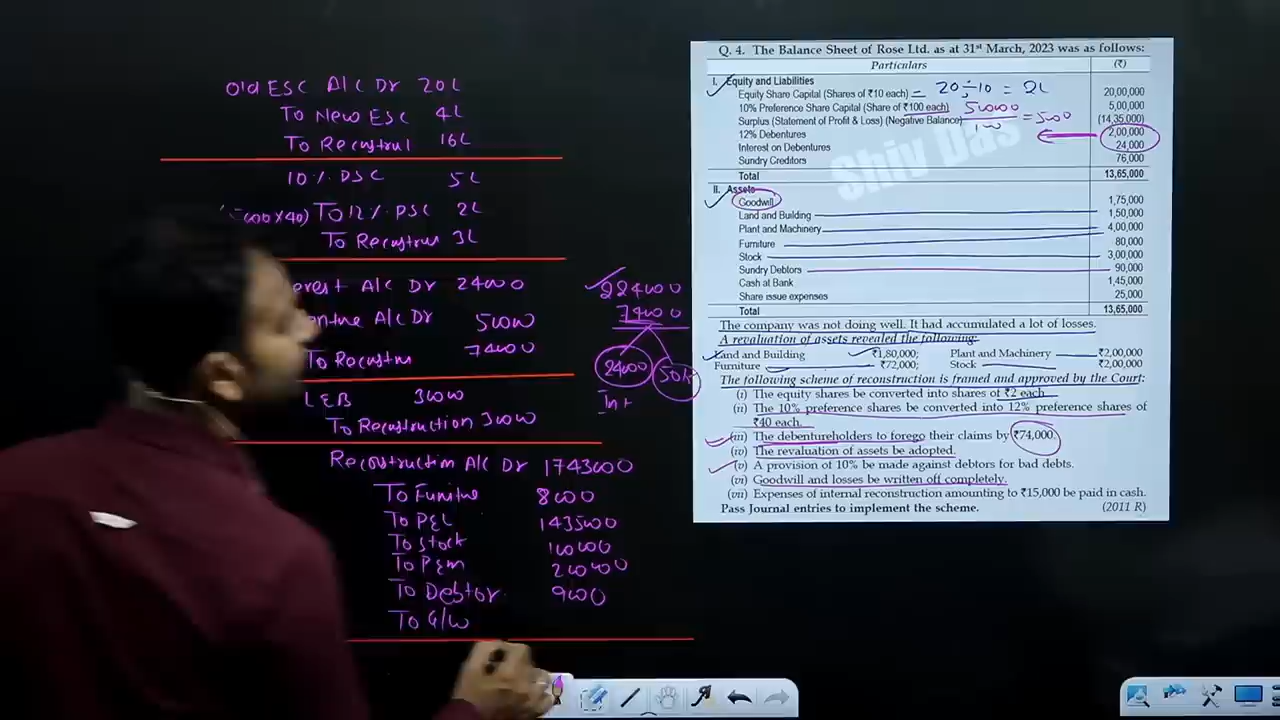 Old ESC A/C Dr 20L
To New ESC 4L
To Recstrul 16L
10%. PSC 5L
00x40) To 12%. PSC 2L
To Recstrus 3L
erest A/C Dr 24000
enture A/C Dr 50000
To Recstrus 74000
L&B 30000
To Reconstruction 30000
Reconstruction A/C Dr 1743000
To Furnitue 8000
To P&L 1435000
To Stock 100000
To P&M 200000
To Debtor 9000
To G/W
224000
74000
24000
50k
Int
Q. 4. The Balance Sheet of Rose Ltd. as at 31st March, 2023 was as follows:
Particulars (₹)
I. Equity and Liabilities
Equity Share Capital (Shares of ₹10 each) = 20÷10 = 2L 20,00,000
10% Preference Share Capital (Share of ₹100 each) 500000 5,00,000
Surplus (Statement of Profit & Loss) (Negative Balance) 100 = 5000 (14,35,000)
12% Debentures 2,00,000
Interest on Debentures 24,000
Sundry Creditors 76,000
Total 13,65,000
II. Assets
Goodwill 1,75,000
Land and Building 1,50,000
Plant and Machinery 4,00,000
Furniture 80,000
Stock 3,00,000
Sundry Debtors 90,000
Cash at Bank 1,45,000
Share issue expenses 25,000
Total 13,65,000
Shiv Das
The company was not doing well. It had accumulated a lot of losses.
A revaluation of assets revealed the following:
Land and Building ₹1,80,000; Plant and Machinery ₹2,00,000
Furniture ₹72,000; Stock ₹2,00,000
The following scheme of reconstruction is framed and approved by the Court:
(i) The equity shares be converted into shares of ₹2 each.
(ii) The 10% preference shares be converted into 12% preference shares of
₹40 each.
(iii) The debentureholders to forego their claims by ₹74,000.
(iv) The revaluation of assets be adopted.
(v) A provision of 10% be made against debtors for bad debts.
(vi) Goodwill and losses be written off completely.
(vii) Expenses of internal reconstruction amounting to ₹15,000 be paid in cash.
Pass Journal entries to implement the scheme. (2011 R)